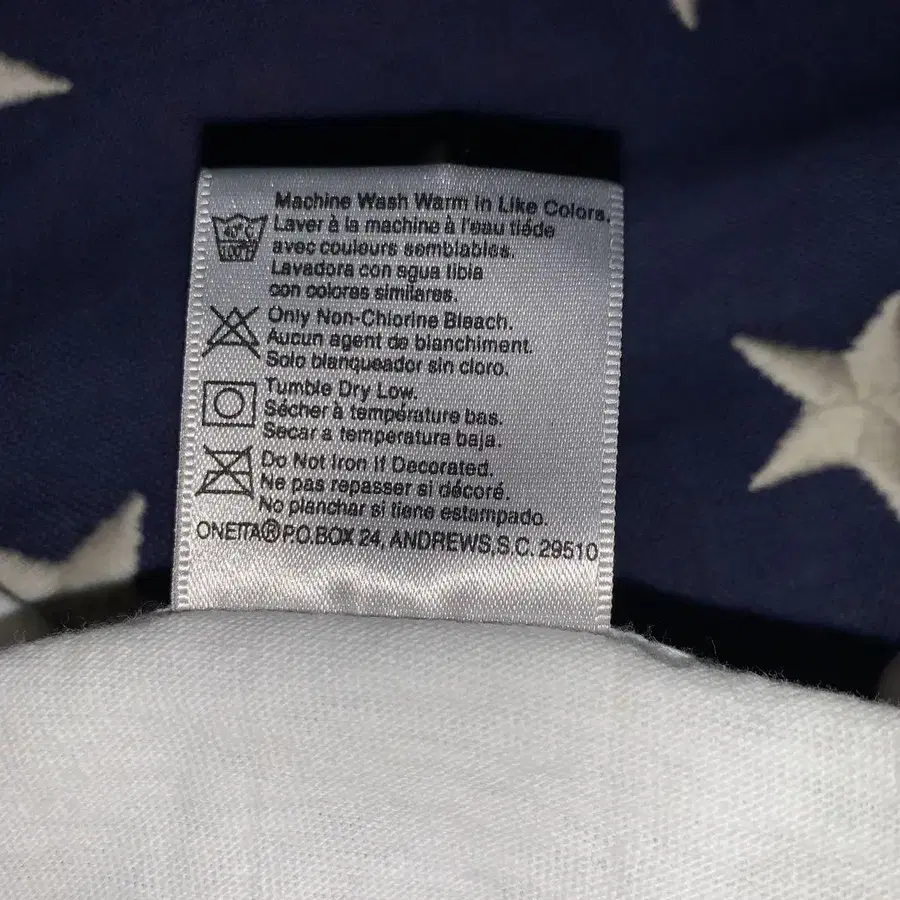 Machine Wash Warm in Like Colors.
40°C
Laver à la machine à l'eau tiéde
100°F
avec couleurs semblables.
Lavadora con agua tibia
con colores similares.
Only Non-Chlorine Bleach.
Aucun agent de blanchiment.
Solo blanqueador sin cloro.
Tumble Dry Low.
Sécher à température bas.
Secar a temperatura baja.
Do Not Iron If Decorated.
Ne pas repasser si décoré.
No planchar si tiene estampado.
ONEITA® P.O.BOX 24, ANDREWS,S.C. 29510